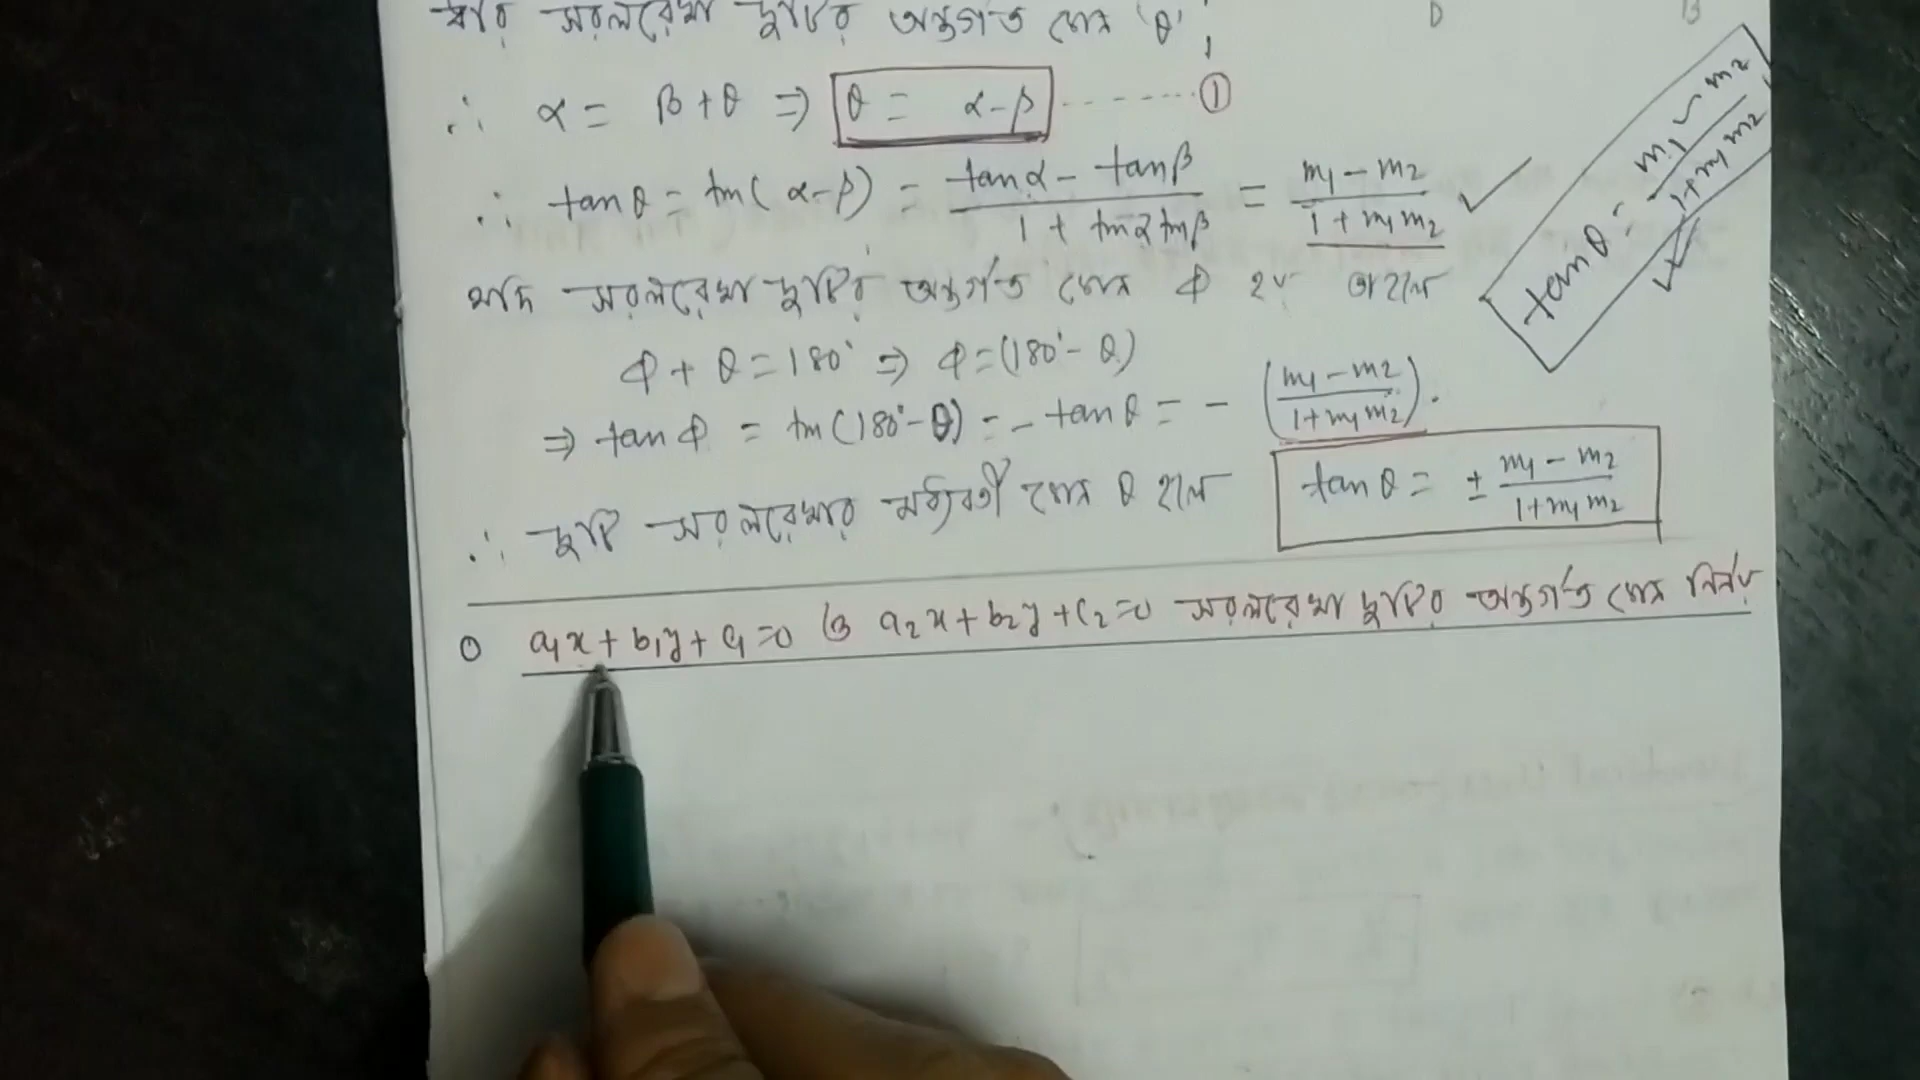 সরলরেখা দুটির অন্তর্গত কোন 'θ'।
D B
∴ α = β + θ ⇒ θ = α - β ........ ①
∴ tanθ = tan(α-β) = (tanα - tanβ)/(1 + tanα tanβ) = (m₁ - m₂)/(1 + m₁m₂) ✓
tanθ = (m₁ ~ m₂)/(1 + m₁m₂)
যদি সরলরেখা দুটির অন্তর্গত কোন Φ হয় তাহলে
Φ + θ = 180° ⇒ Φ = (180° - θ)
⇒ tanΦ = tan(180° - θ) = - tanθ = - ((m₁ - m₂)/(1 + m₁m₂)).
∴ দুটি সরলরেখার মধ্যবর্তী কোন θ হলে tanθ = ± (m₁ - m₂)/(1 + m₁m₂)
০ a₁x + b₁y + c₁ = 0 ও a₂x + b₂y + c₂ = 0 সরলরেখা দুটির অন্তর্গত কোন নির্ণয়